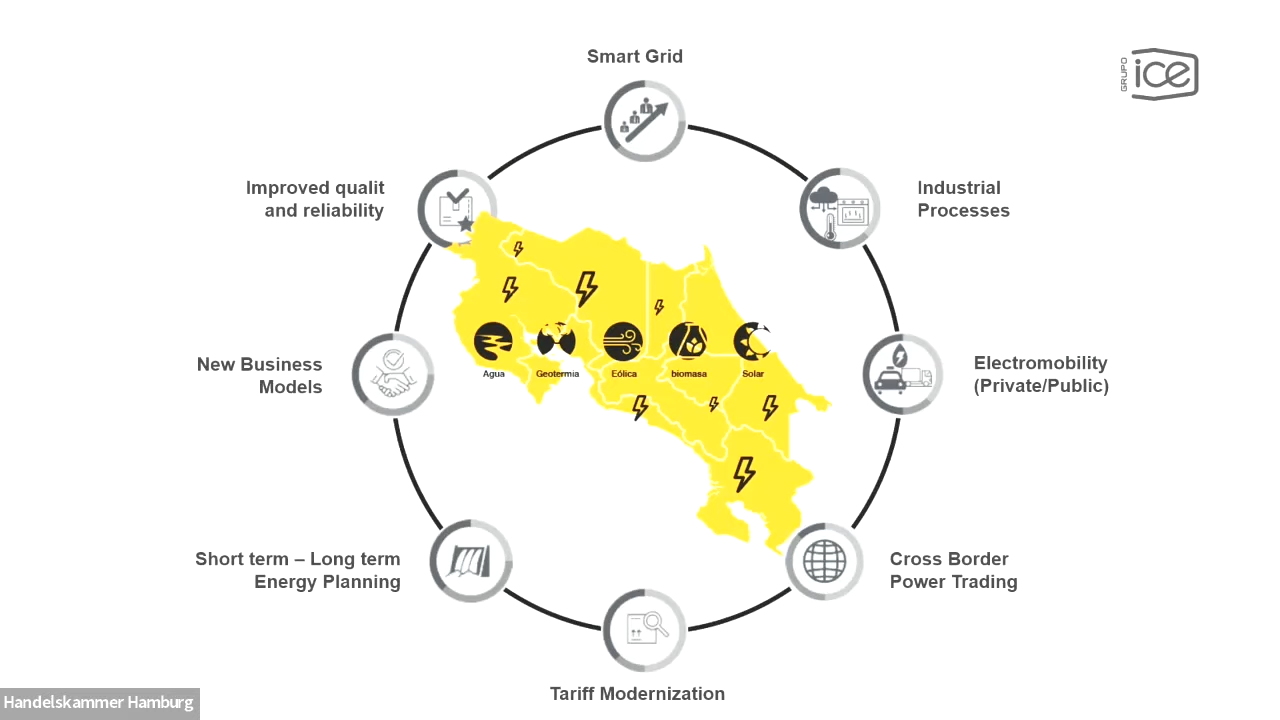 Smart Grid
GRUPO
ice
Improved qualit
and reliability
Industrial
Processes
New Business
Models
Agua
Geotermia
Eólica
biomasa
Solar
Electromobility
(Private/Public)
Short term – Long term
Energy Planning
Cross Border
Power Trading
Tariff Modernization
Handelskammer Hamburg